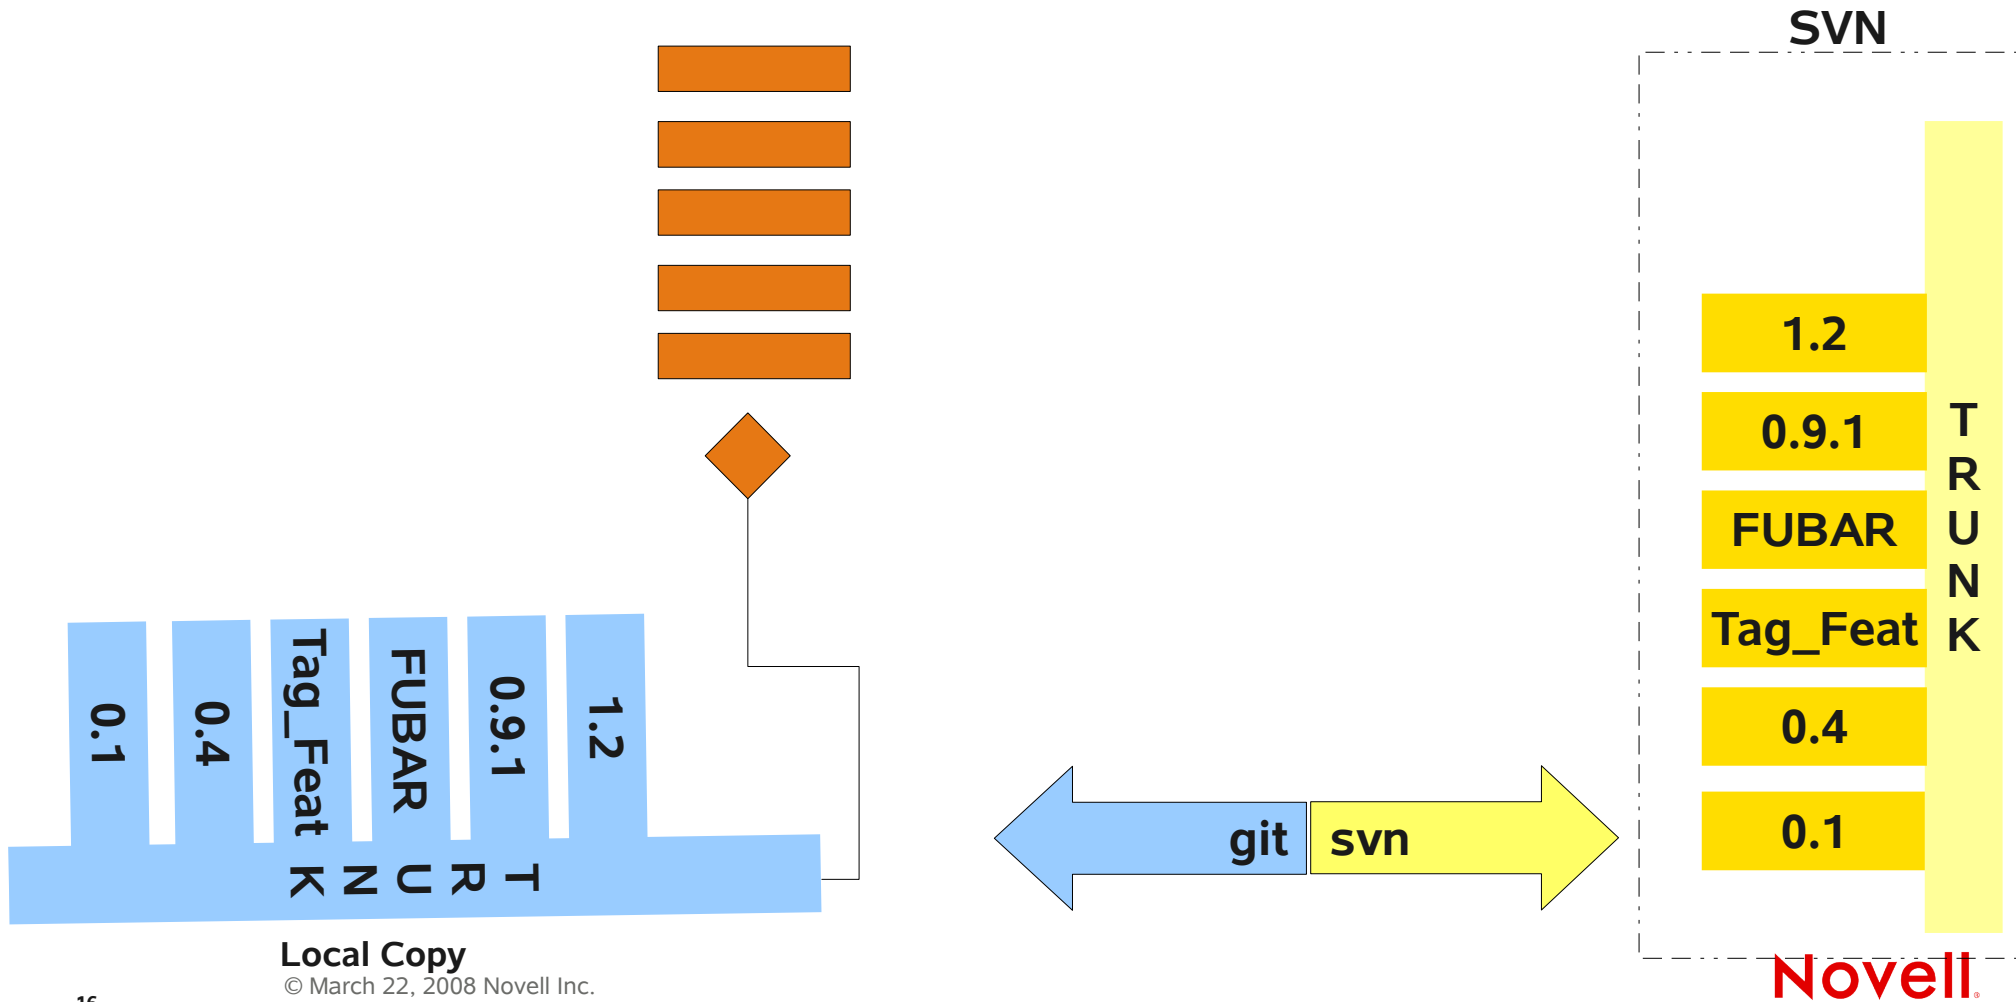 SVN
1.2
0.9.1
FUBAR
Tag_Feat
0.4
0.1
TRUNK
0.1
0.4
Tag_Feat
FUBAR
0.9.1
1.2
TRUNK
git svn
Local Copy
© March 22, 2008 Novell Inc.
16
Novell®